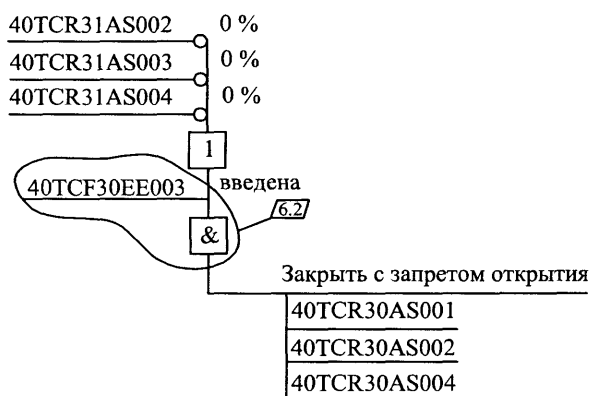 40TCR31AS002 0 %
40TCR31AS003 0 %
40TCR31AS004 0 %
1
40TCF30EE003 введена
6.2
&
Закрыть с запретом открытия
40TCR30AS001
40TCR30AS002
40TCR30AS004